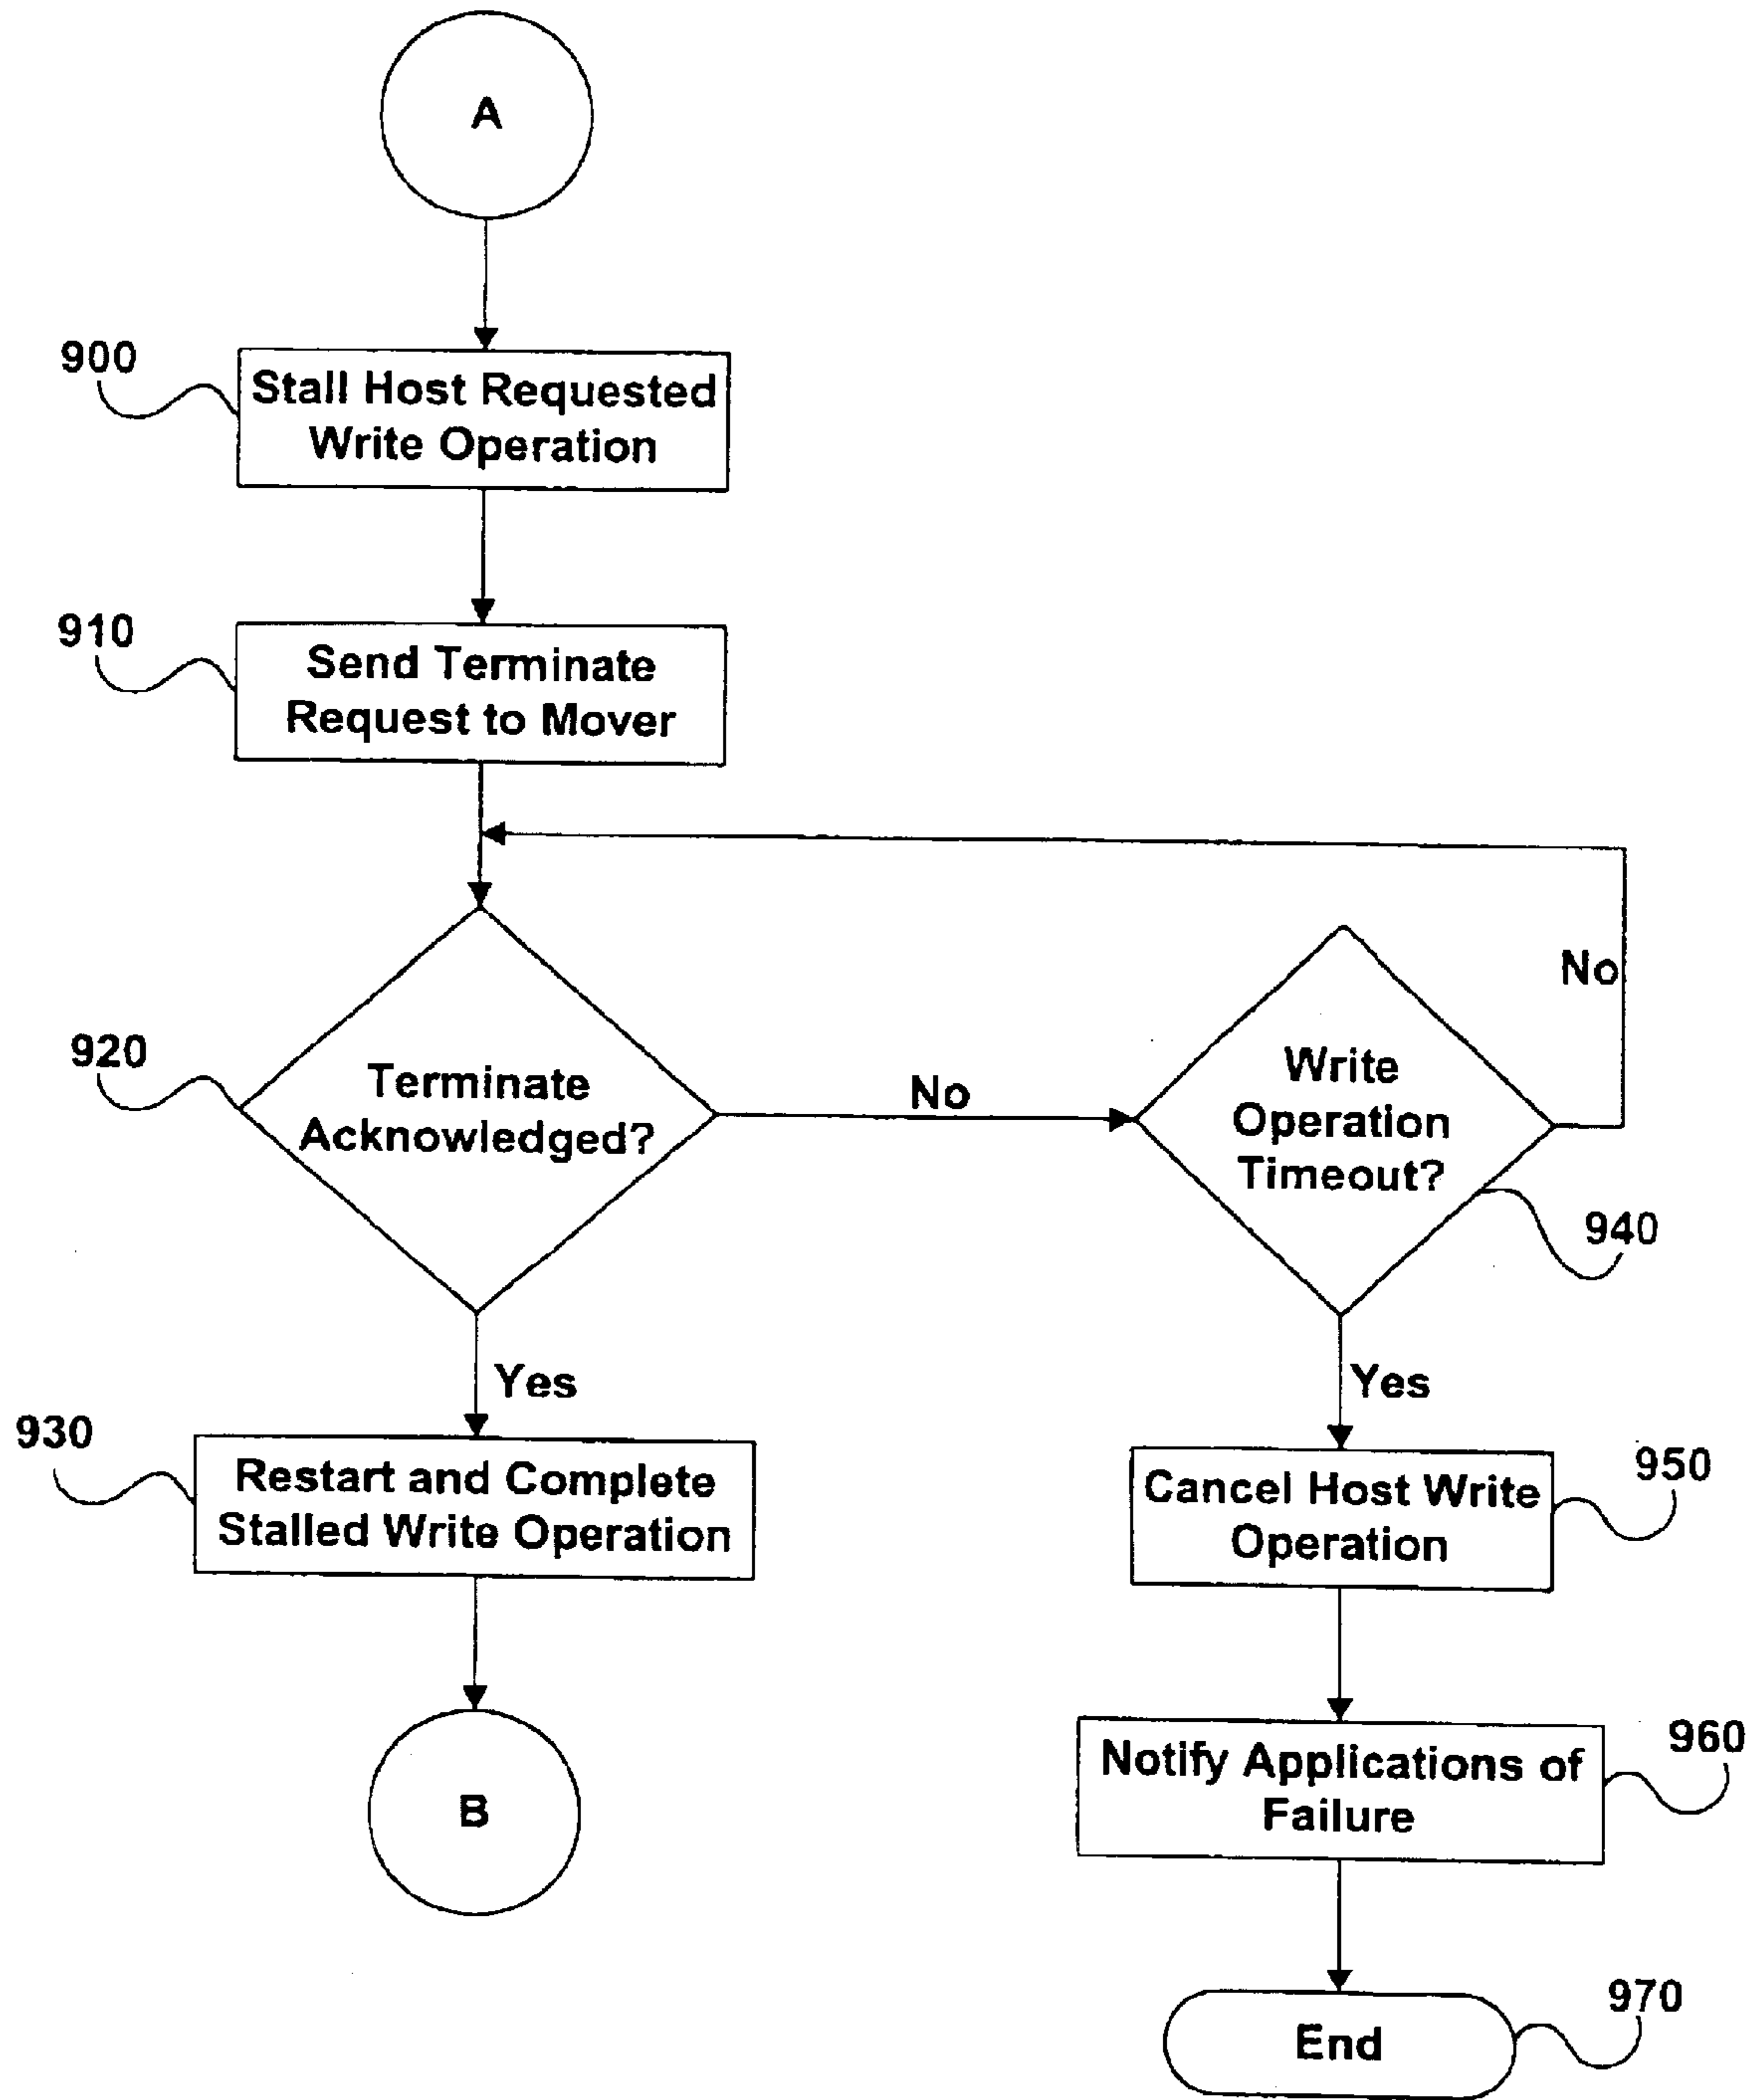 A
900
Stall Host Requested
Write Operation
910
Send Terminate
Request to Mover
No
920
Terminate
Acknowledged?
No
Write
Operation
Timeout?
940
Yes
Yes
930
Restart and Complete
Stalled Write Operation
950
Cancel Host Write
Operation
B
960
Notify Applications of
Failure
970
End